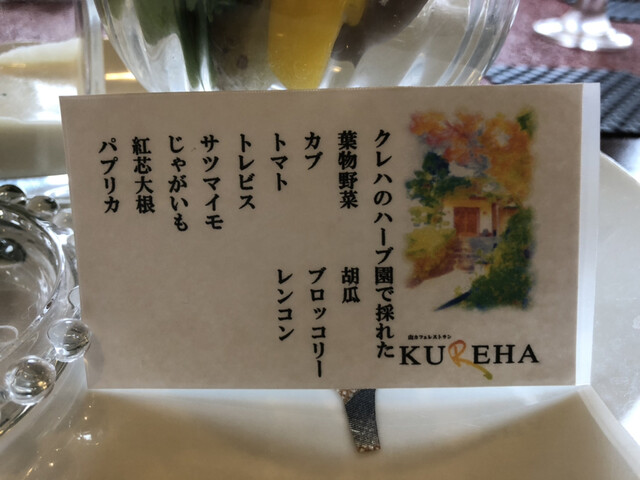 クレハのハーブ園で採れた
葉物野菜 胡瓜
カブ ブロッコリー
トマト レンコン
トレビス
サツマイモ
じゃがいも
紅芯大根
パプリカ
KUREHA